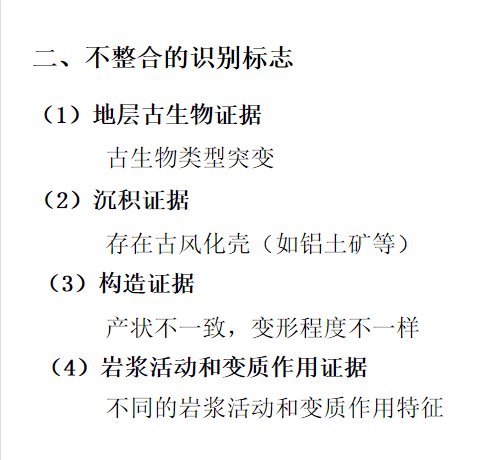 二、不整合的识别标志
（1）地层古生物证据
古生物类型突变
（2）沉积证据
存在古风化壳（如铝土矿等）
（3）构造证据
产状不一致，变形程度不一样
（4）岩浆活动和变质作用证据
不同的岩浆活动和变质作用特征